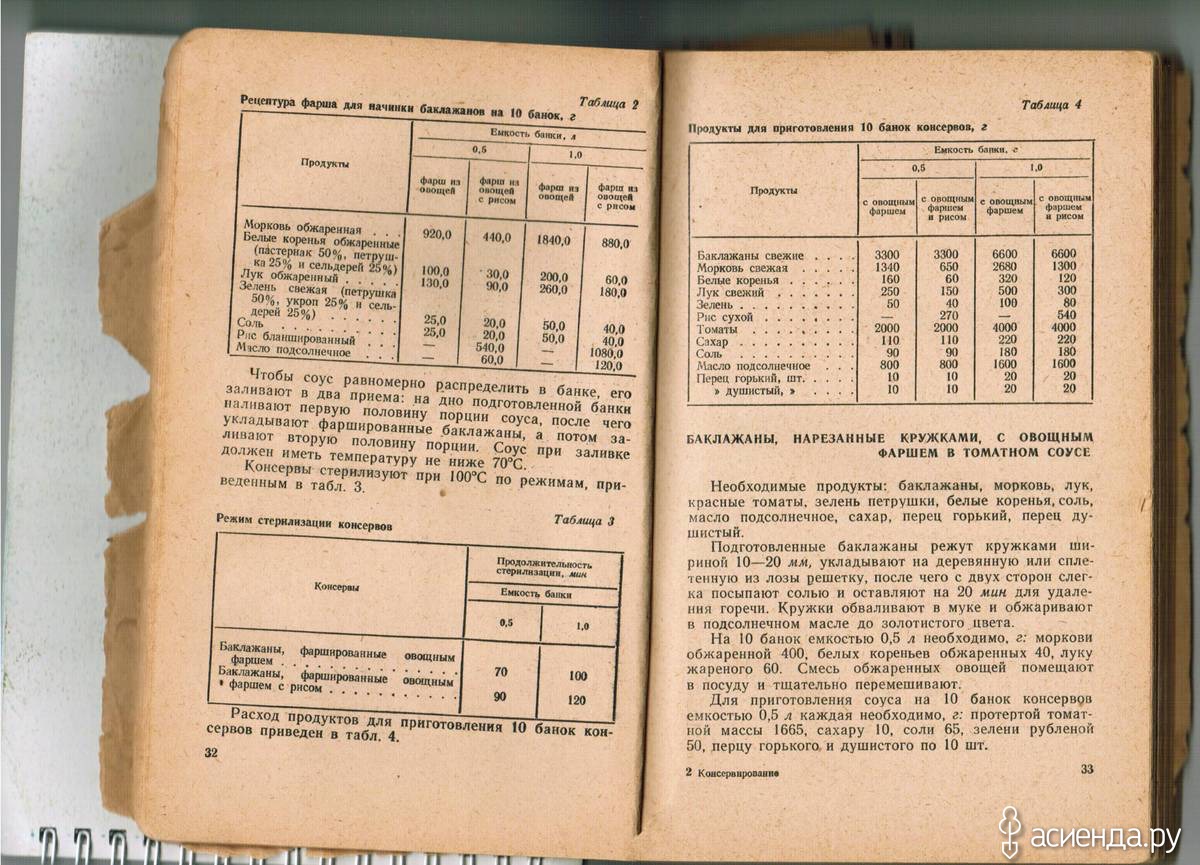 Таблица 2
Рецептура фарша для начинки баклажанов на 10 банок, г
Продукты
Емкость банки, л
0,5 1,0
фарш из овощей фарш из овощей с рисом фарш из овощей фарш из овощей с рисом
Морковь обжаренная . . . 920,0 440,0 1840,0 880,0
Белые коренья обжаренные
(пастернак 50%, петруш-
ка 25% и сельдерей 25%) 100,0 30,0 200,0 60,0
Лук обжаренный . . . . . 130,0 90,0 260,0 180,0
Зелень свежая (петрушка
50%, укроп 25% и сель-
дерей 25%) . . . . . . . 25,0 20,0 50,0 40,0
Соль . . . . . . . . . . 25,0 20,0 50,0 40,0
Рис бланшированный . . . — 540,0 — 1080,0
Масло подсолнечное . . . — 60,0 — 120,0
Чтобы соус равномерно распределить в банке, его
заливают в два приема: на дно подготовленной банки
наливают первую половину порции соуса, после чего
укладывают фаршированные баклажаны, а потом за-
ливают вторую половину порции. Соус при заливке
должен иметь температуру не ниже 70°С.
Консервы стерилизуют при 100°С по режимам, при-
веденным в табл. 3.
Таблица 3
Режим стерилизации консервов
Консервы
Продолжительность
стерилизации, мин
Емкость банки
0,5 1,0
Баклажаны, фаршированные овощным
фаршем . . . . . . . . . . 70 100
Баклажаны, фаршированные овощным
фаршем с рисом . . . . . . . . . . 90 120
Расход продуктов для приготовления 10 банок кон-
сервов приведен в табл. 4.
32
Таблица 4
Продукты для приготовления 10 банок консервов, г
Продукты
Емкость банки, г
0,5 1,0
с овощным фаршем с овощным фаршем и рисом с овощным фаршем с овощным фаршем и рисом
Баклажаны свежие . . . . 3300 3300 6600 6600
Морковь свежая . . . . . 1340 650 2680 1300
Белые коренья . . . . . . 160 60 320 120
Лук свежий . . . . . . . 250 150 500 300
Зелень . . . . . . . . . 50 40 100 80
Рис сухой . . . . . . . — 270 — 540
Томаты . . . . . . . . . 2000 2000 4000 4000
Сахар . . . . . . . . . . 110 110 220 220
Соль . . . . . . . . . . 90 90 180 180
Масло подсолнечное . . . 800 800 1600 1600
Перец горький, шт. . . . . 10 10 20 20
» душистый, » . . . . 10 10 20 20
БАКЛАЖАНЫ, НАРЕЗАННЫЕ КРУЖКАМИ, С ОВОЩНЫМ
ФАРШЕМ В ТОМАТНОМ СОУСЕ
Необходимые продукты: баклажаны, морковь, лук,
красные томаты, зелень петрушки, белые коренья, соль,
масло подсолнечное, сахар, перец горький, перец ду-
шистый.
Подготовленные баклажаны режут кружками ши-
риной 10—20 мм, укладывают на деревянную или спле-
тенную из лозы решетку, после чего с двух сторон слег-
ка посыпают солью и оставляют на 20 мин для удале-
ния горечи. Кружки обваливают в муке и обжаривают
в подсолнечном масле до золотистого цвета.
На 10 банок емкостью 0,5 л необходимо, г: моркови
обжаренной 400, белых кореньев обжаренных 40, луку
жареного 60. Смесь обжаренных овощей помещают
в посуду и тщательно перемешивают.
Для приготовления соуса на 10 банок консервов
емкостью 0,5 л каждая необходимо, г: протертой томат-
ной массы 1665, сахару 10, соли 65, зелени рубленой
50, перцу горького и душистого по 10 шт.
2 Консервирование 33
асиенда.ру